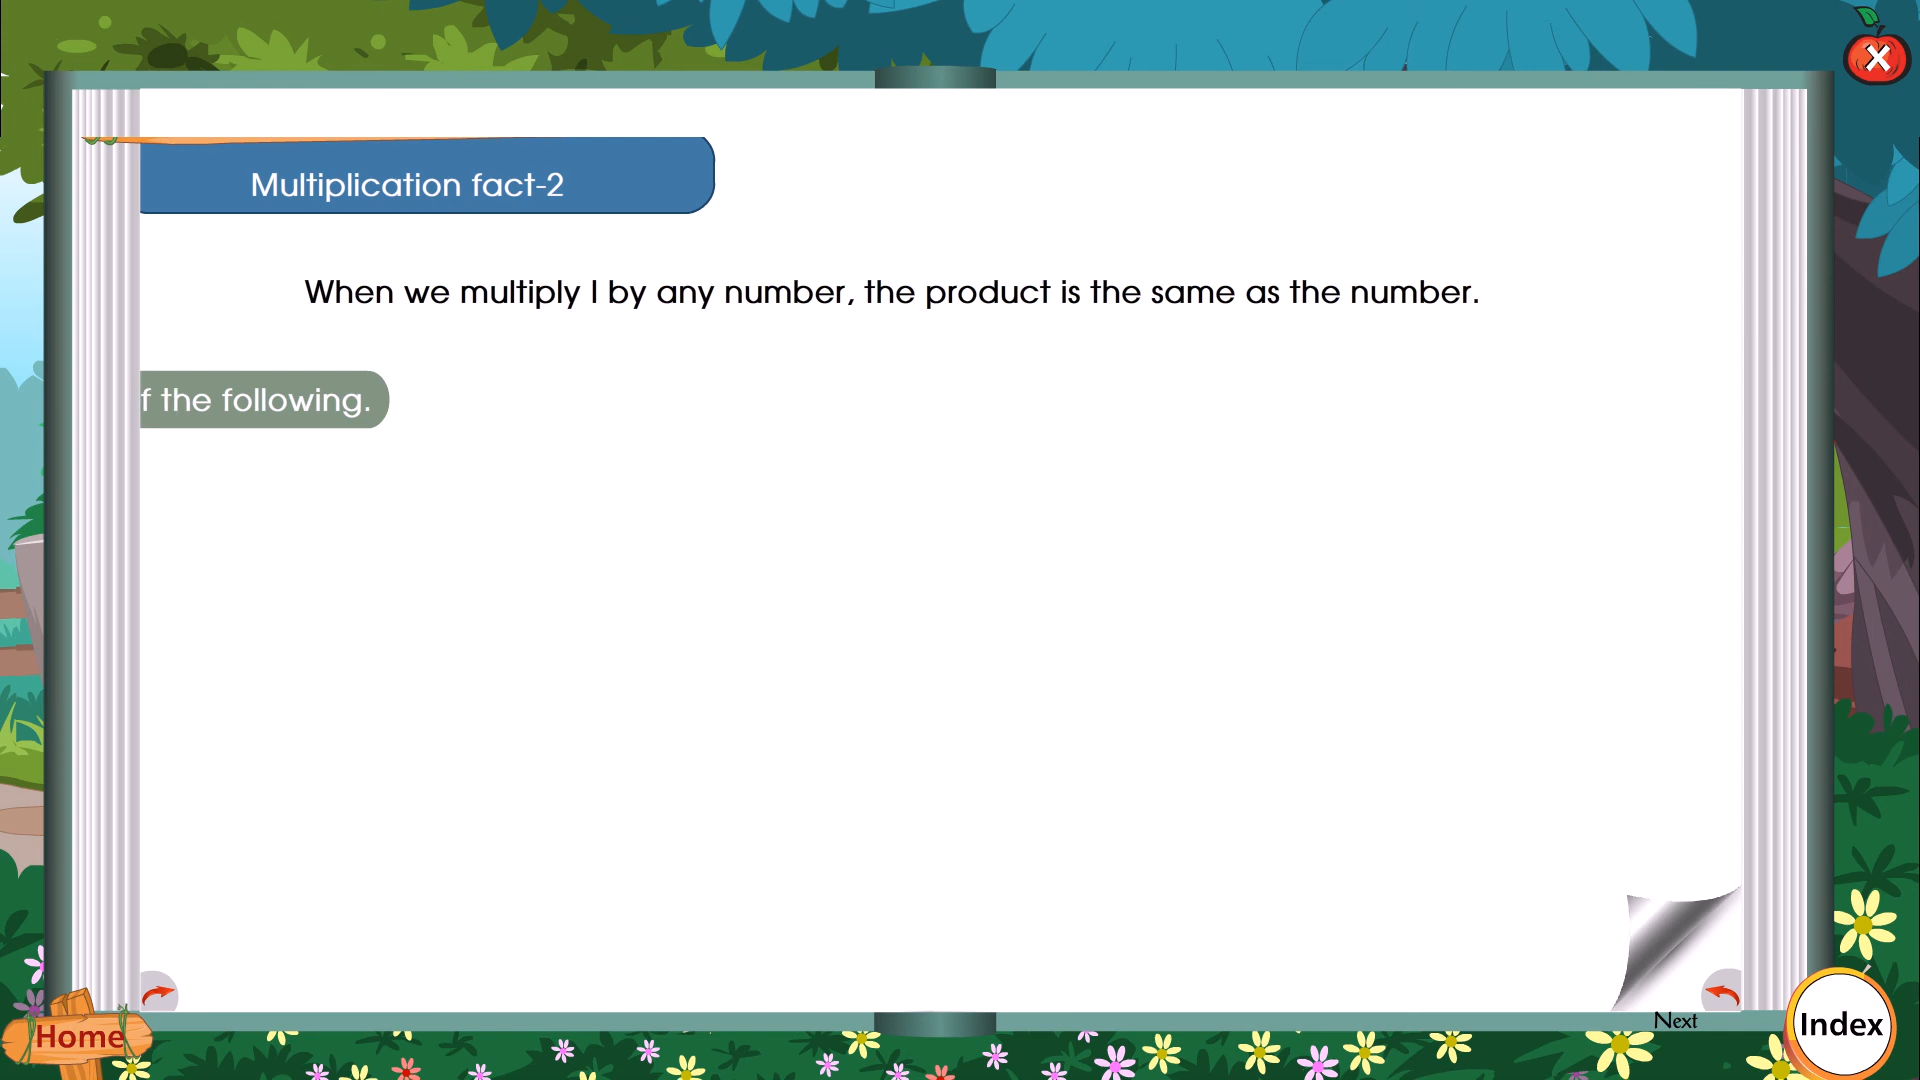 Multiplication fact-2
When we multiply I by any number, the product is the same as the number.
f the following.
Next
Home
Index